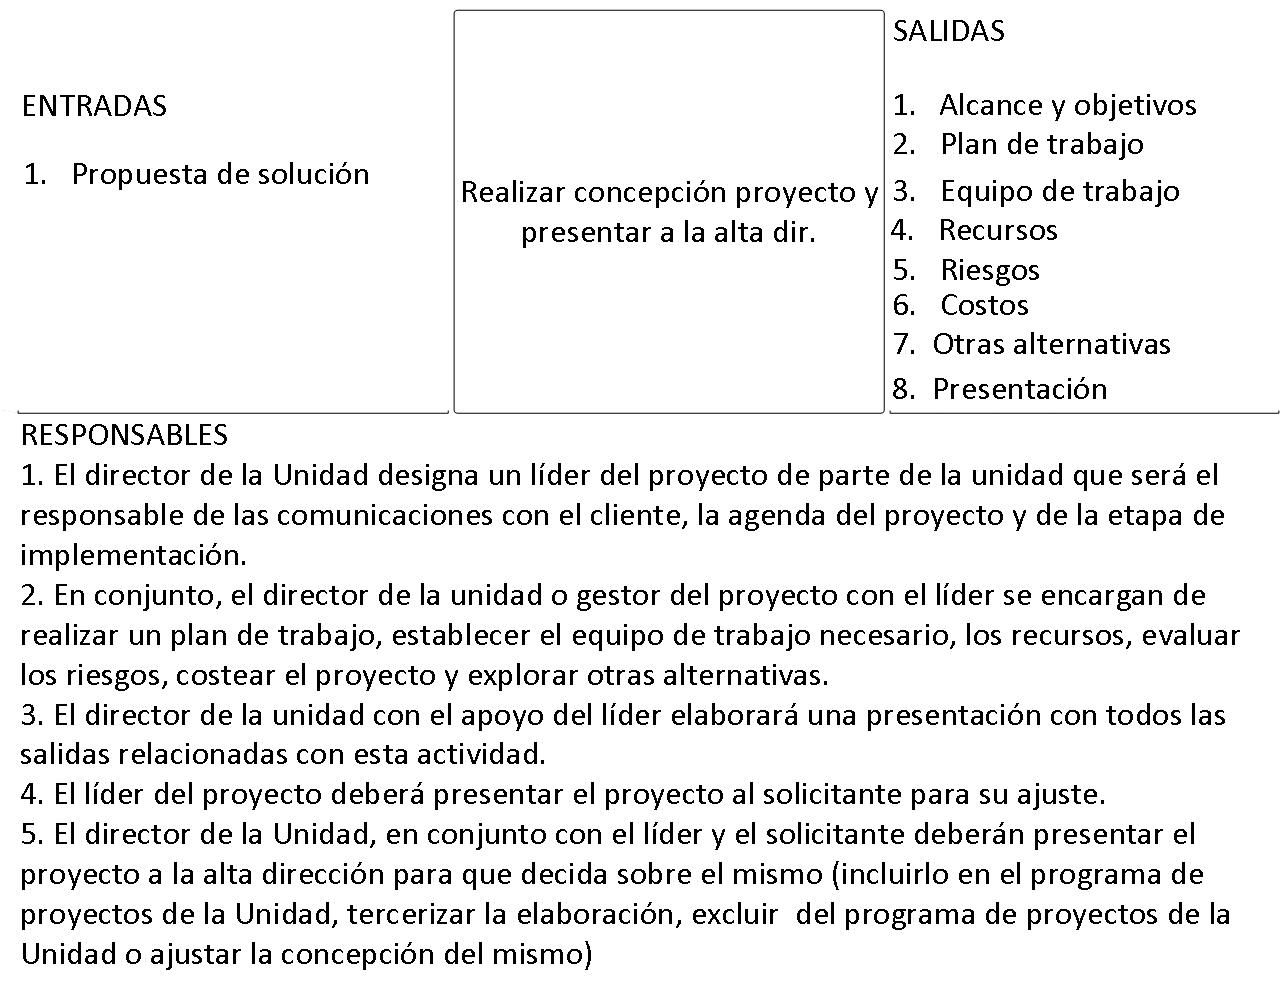 ENTRADAS
1. Propuesta de solución
Realizar concepción proyecto y
presentar a la alta dir.
SALIDAS
1. Alcance y objetivos
2. Plan de trabajo
3. Equipo de trabajo
4. Recursos
5. Riesgos
6. Costos
7. Otras alternativas
8. Presentación
RESPONSABLES
1. El director de la Unidad designa un líder del proyecto de parte de la unidad que será el
responsable de las comunicaciones con el cliente, la agenda del proyecto y de la etapa de
implementación.
2. En conjunto, el director de la unidad o gestor del proyecto con el líder se encargan de
realizar un plan de trabajo, establecer el equipo de trabajo necesario, los recursos, evaluar
los riesgos, costear el proyecto y explorar otras alternativas.
3. El director de la unidad con el apoyo del líder elaborará una presentación con todos las
salidas relacionadas con esta actividad.
4. El líder del proyecto deberá presentar el proyecto al solicitante para su ajuste.
5. El director de la Unidad, en conjunto con el líder y el solicitante deberán presentar el
proyecto a la alta dirección para que decida sobre el mismo (incluirlo en el programa de
proyectos de la Unidad, tercerizar la elaboración, excluir  del programa de proyectos de la
Unidad o ajustar la concepción del mismo)